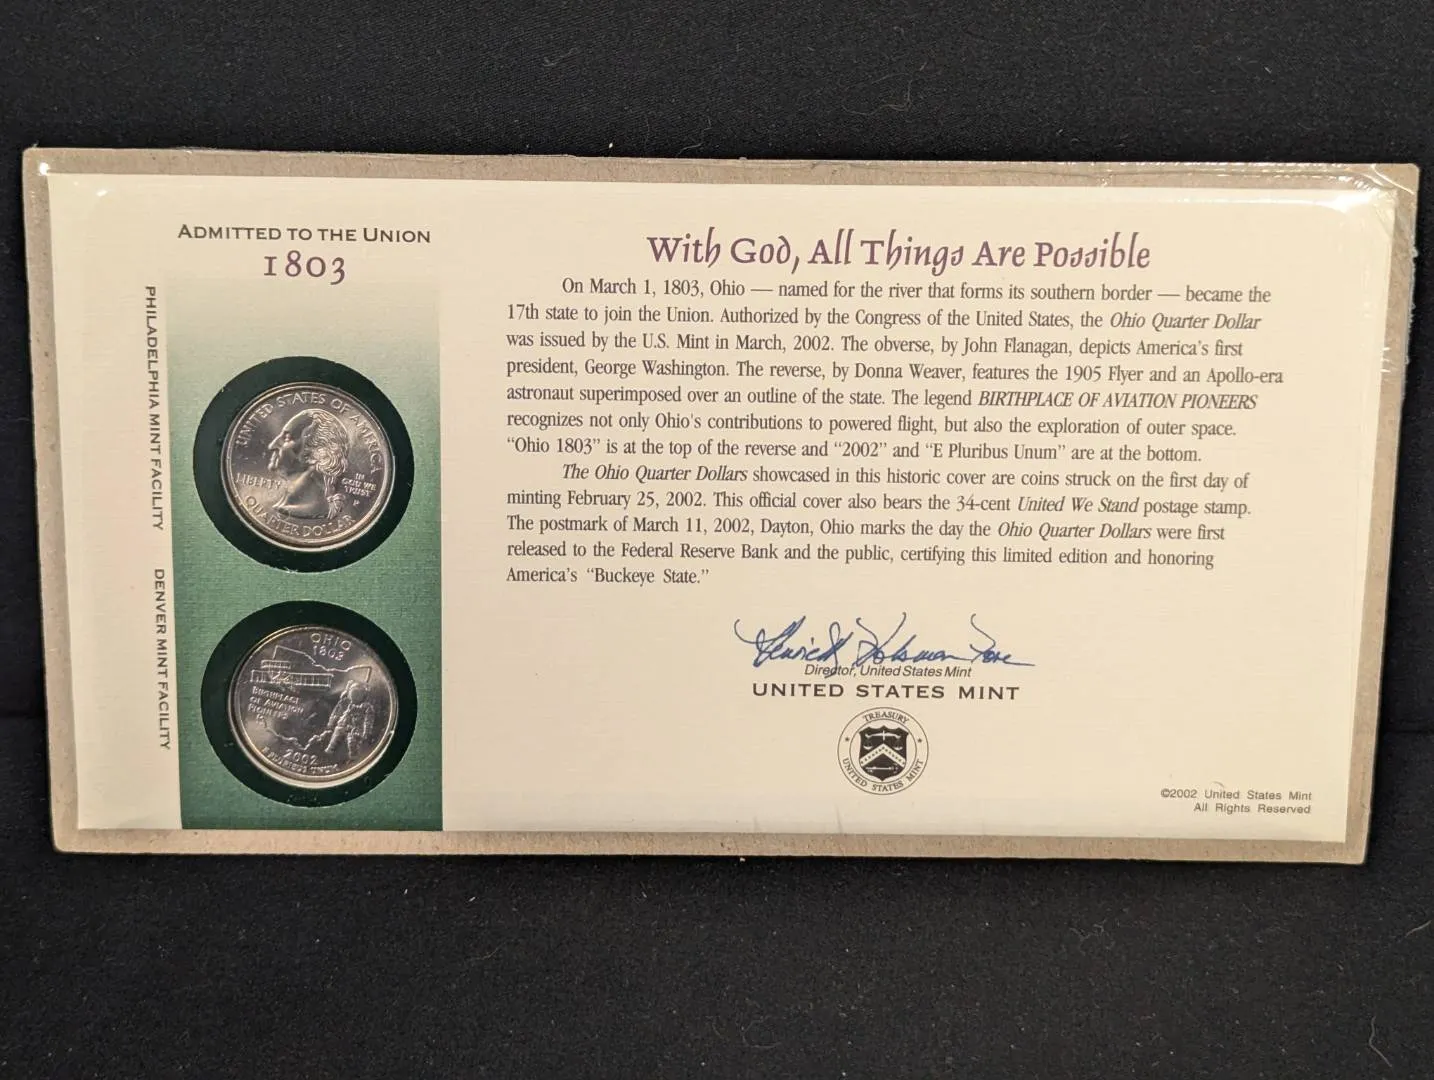 ADMITTED TO THE UNION
1803
PHILADELPHIA MINT FACILITY
DENVER MINT FACILITY
UNITED STATES OF AMERICA
LIBERTY
IN
GOD WE
TRUST
P
QUARTER DOLLAR
OHIO
1803
BIRTHPLACE
OF AVIATION
PIONEERS
2002
E PLURIBUS UNUM
With God, All Things Are Possible
On March 1, 1803, Ohio — named for the river that forms its southern border — became the
17th state to join the Union. Authorized by the Congress of the United States, the Ohio Quarter Dollar
was issued by the U.S. Mint in March, 2002. The obverse, by John Flanagan, depicts America's first
president, George Washington. The reverse, by Donna Weaver, features the 1905 Flyer and an Apollo-era
astronaut superimposed over an outline of the state. The legend BIRTHPLACE OF AVIATION PIONEERS
recognizes not only Ohio's contributions to powered flight, but also the exploration of outer space.
“Ohio 1803” is at the top of the reverse and “2002” and “E Pluribus Unum” are at the bottom.
The Ohio Quarter Dollars showcased in this historic cover are coins struck on the first day of
minting February 25, 2002. This official cover also bears the 34-cent United We Stand postage stamp.
The postmark of March 11, 2002, Dayton, Ohio marks the day the Ohio Quarter Dollars were first
released to the Federal Reserve Bank and the public, certifying this limited edition and honoring
America's “Buckeye State.”
Henrietta Holsman Fore
Director, United States Mint
UNITED STATES MINT
TREASURY
UNITED STATES MINT
©2002 United States Mint
All Rights Reserved